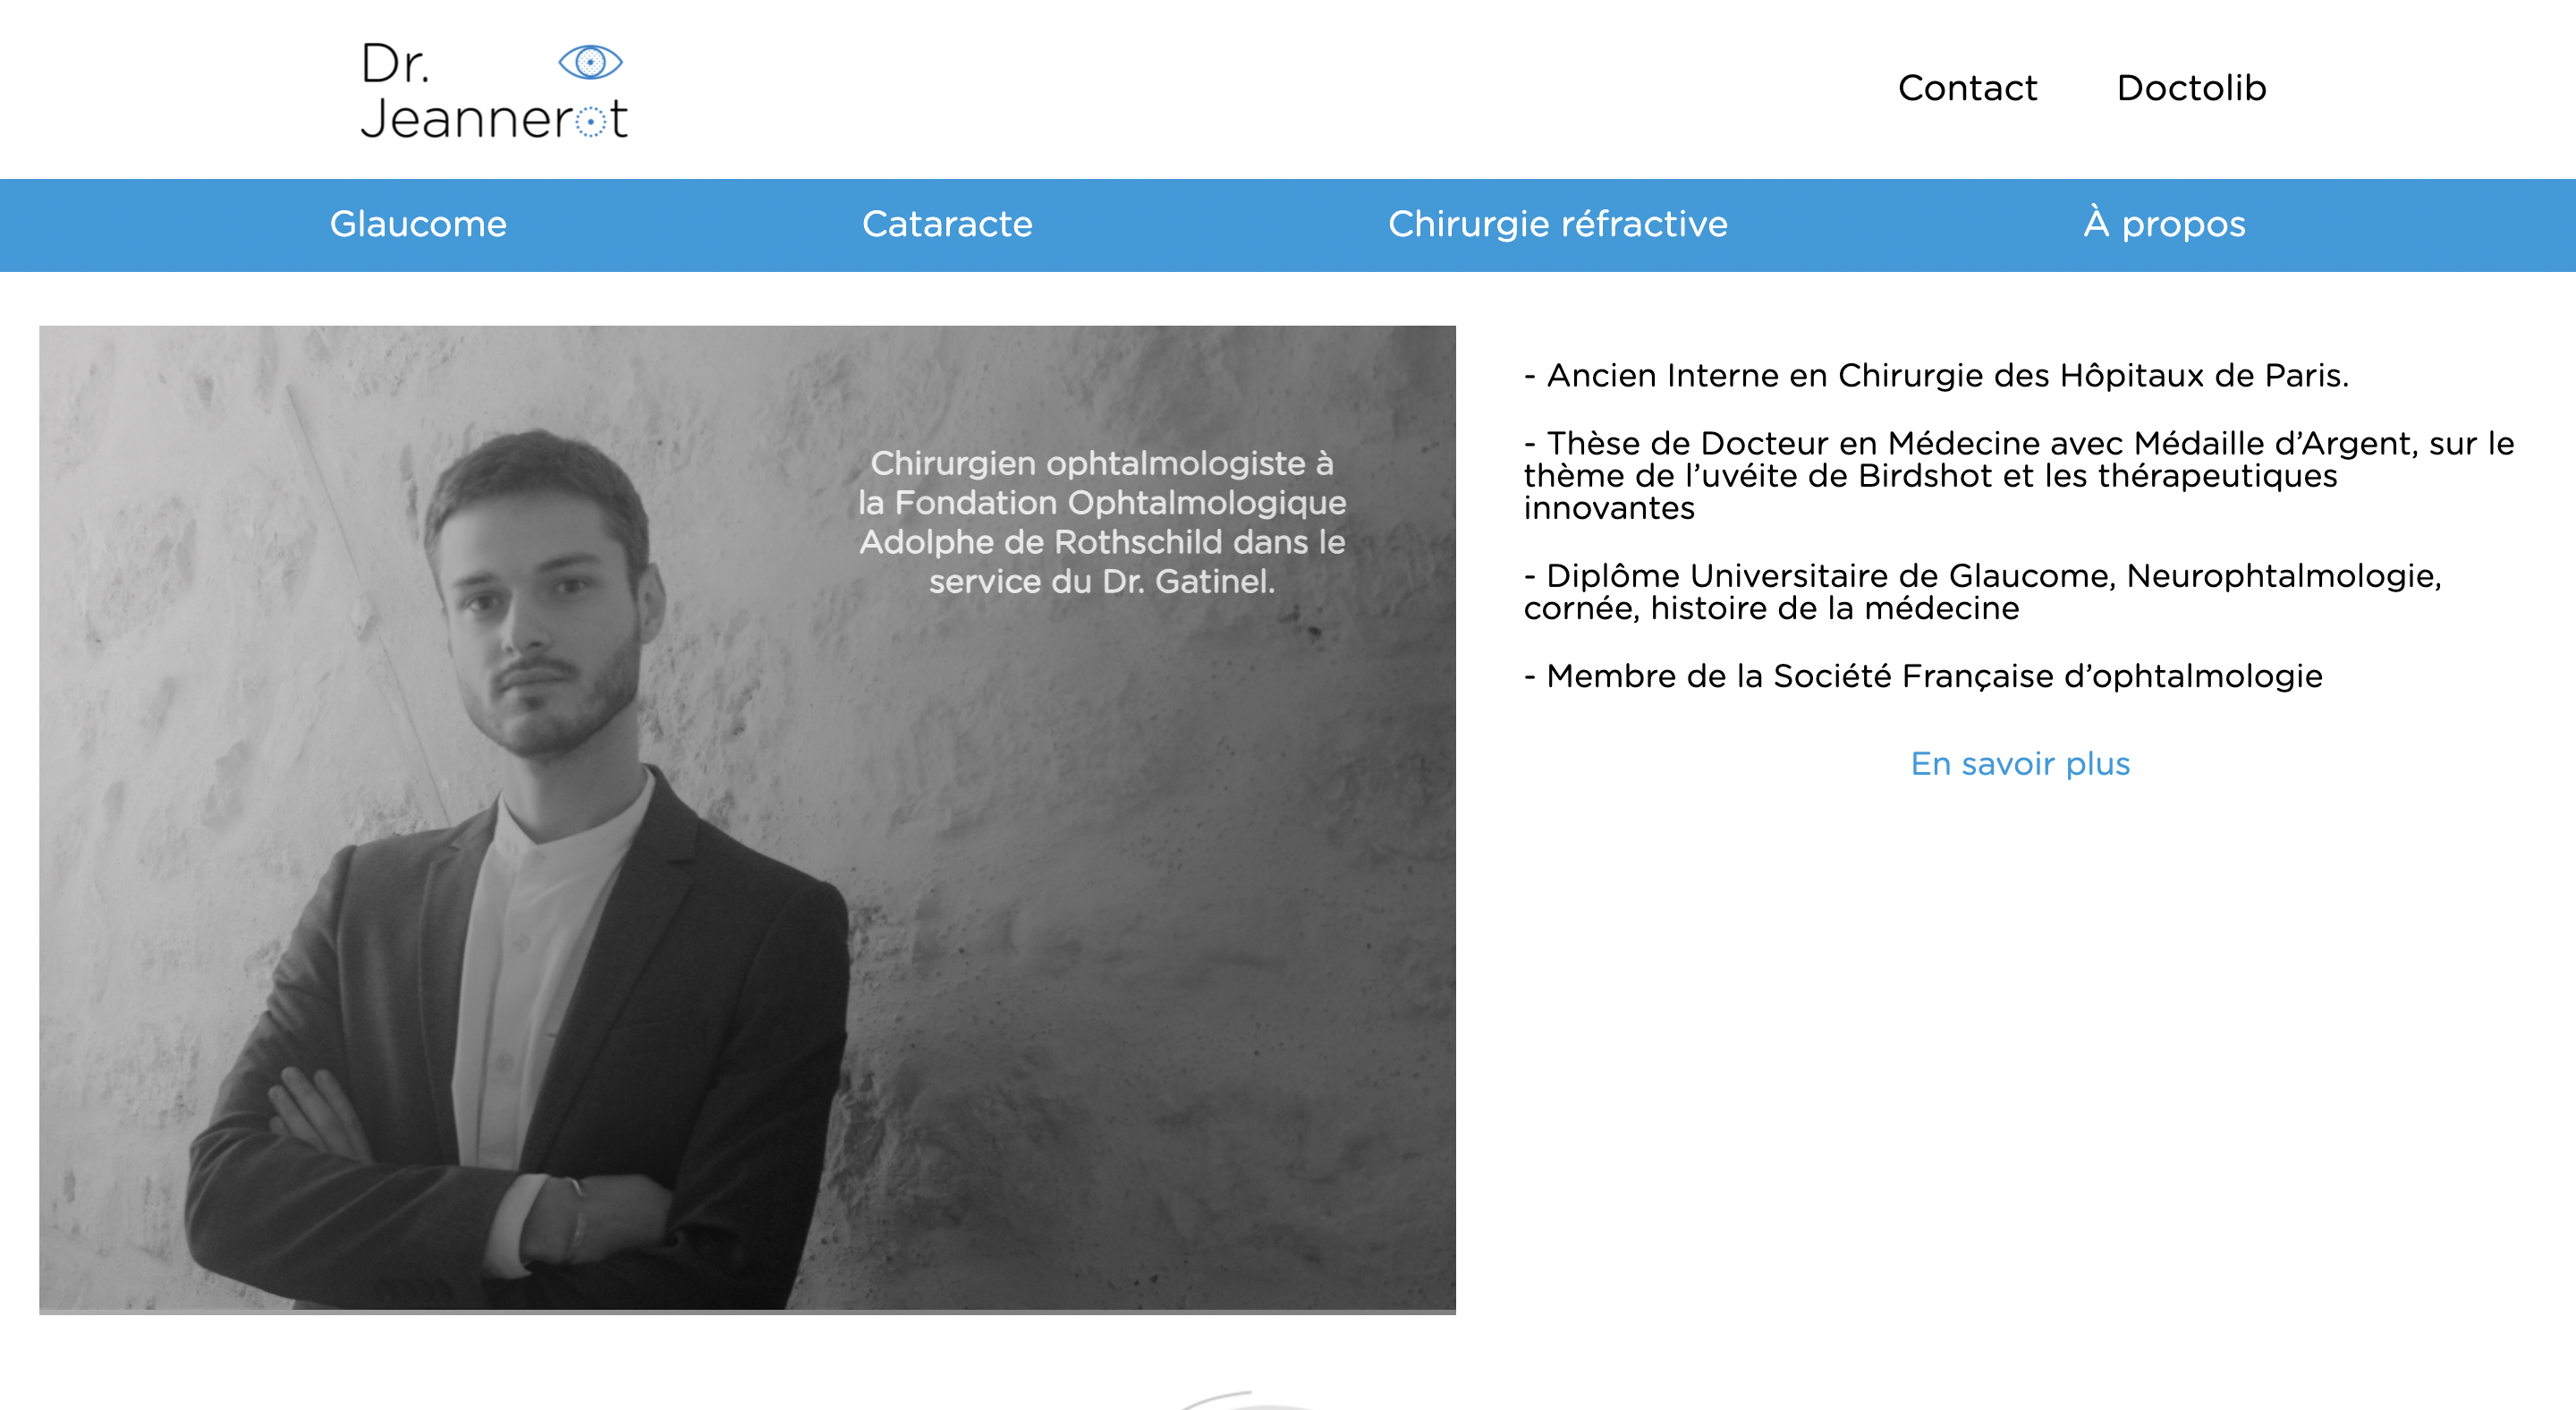 Dr.
Jeannerot
Contact Doctolib
Glaucome Cataracte Chirurgie réfractive À propos
Chirurgien ophtalmologiste à
la Fondation Ophtalmologique
Adolphe de Rothschild dans le
service du Dr. Gatinel.
- Ancien Interne en Chirurgie des Hôpitaux de Paris.
- Thèse de Docteur en Médecine avec Médaille d’Argent, sur le
thème de l’uvéite de Birdshot et les thérapeutiques
innovantes
- Diplôme Universitaire de Glaucome, Neurophtalmologie,
cornée, histoire de la médecine
- Membre de la Société Française d’ophtalmologie
En savoir plus